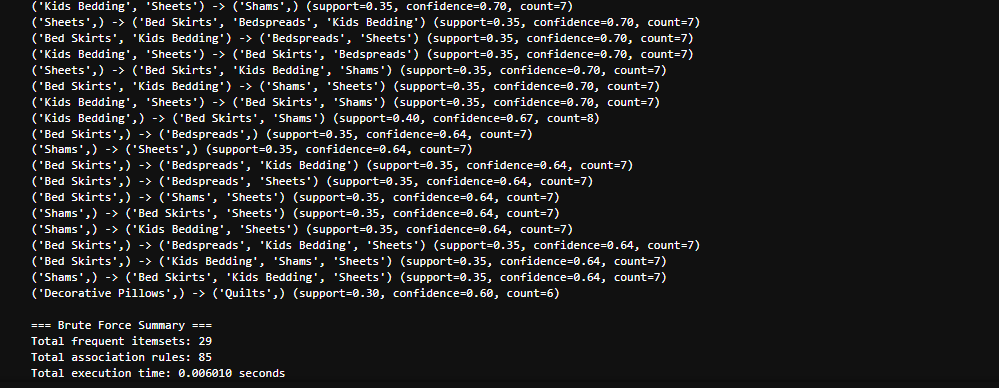 ('Kids Bedding', 'Sheets') -> ('Shams',) (support=0.35, confidence=0.70, count=7)
('Sheets',) -> ('Bed Skirts', 'Bedspreads', 'Kids Bedding') (support=0.35, confidence=0.70, count=7)
('Bed Skirts', 'Kids Bedding') -> ('Bedspreads', 'Sheets') (support=0.35, confidence=0.70, count=7)
('Kids Bedding', 'Sheets') -> ('Bed Skirts', 'Bedspreads') (support=0.35, confidence=0.70, count=7)
('Sheets',) -> ('Bed Skirts', 'Kids Bedding', 'Shams') (support=0.35, confidence=0.70, count=7)
('Bed Skirts', 'Kids Bedding') -> ('Shams', 'Sheets') (support=0.35, confidence=0.70, count=7)
('Kids Bedding', 'Sheets') -> ('Bed Skirts', 'Shams') (support=0.35, confidence=0.70, count=7)
('Kids Bedding',) -> ('Bed Skirts', 'Shams') (support=0.40, confidence=0.67, count=8)
('Bed Skirts',) -> ('Bedspreads',) (support=0.35, confidence=0.64, count=7)
('Shams',) -> ('Sheets',) (support=0.35, confidence=0.64, count=7)
('Bed Skirts',) -> ('Bedspreads', 'Kids Bedding') (support=0.35, confidence=0.64, count=7)
('Bed Skirts',) -> ('Bedspreads', 'Sheets') (support=0.35, confidence=0.64, count=7)
('Bed Skirts',) -> ('Shams', 'Sheets') (support=0.35, confidence=0.64, count=7)
('Shams',) -> ('Bed Skirts', 'Sheets') (support=0.35, confidence=0.64, count=7)
('Shams',) -> ('Kids Bedding', 'Sheets') (support=0.35, confidence=0.64, count=7)
('Bed Skirts',) -> ('Bedspreads', 'Kids Bedding', 'Sheets') (support=0.35, confidence=0.64, count=7)
('Bed Skirts',) -> ('Kids Bedding', 'Shams', 'Sheets') (support=0.35, confidence=0.64, count=7)
('Shams',) -> ('Bed Skirts', 'Kids Bedding', 'Sheets') (support=0.35, confidence=0.64, count=7)
('Decorative Pillows',) -> ('Quilts',) (support=0.30, confidence=0.60, count=6)
=== Brute Force Summary ===
Total frequent itemsets: 29
Total association rules: 85
Total execution time: 0.006010 seconds